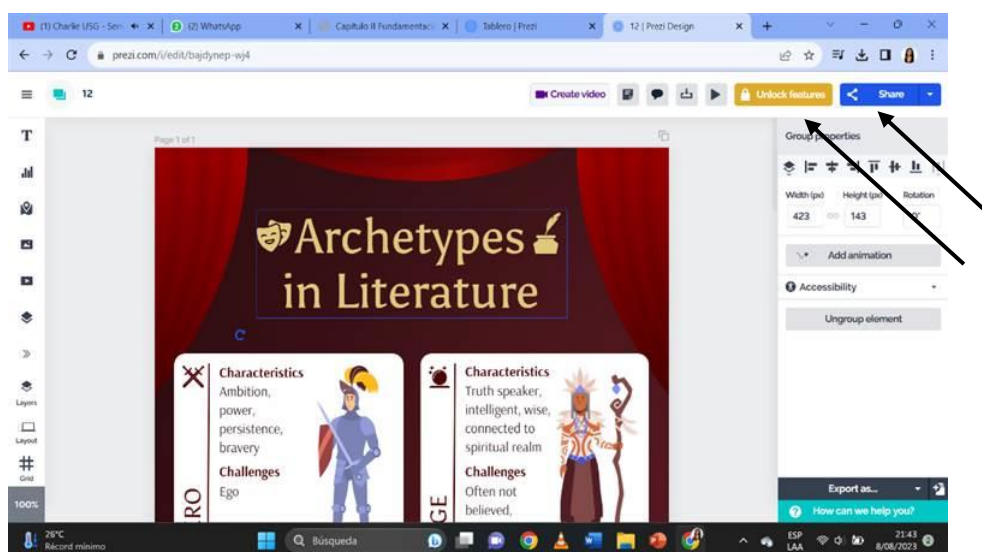 (1) Charlie USG - Sen
(2) WhatsApp
Capítulo II Fundamentaci
Tablero | Prezi
12 | Prezi Design
prezi.com/i/edit/bajdynep-wj4
12
Create video
Unlock features
Share
Page 1 of 1
Group properties
Width (px) Height (px) Rotation
423 143
Add animation
Accessibility
Ungroup element
Archetypes
in Literature
Characteristics
Ambition,
power,
persistence,
bravery
Challenges
Ego
RO
Characteristics
Truth speaker,
intelligent, wise,
connected to
spiritual realm
Challenges
Often not
believed,
GE
T
Layers
Layout
Grid
100%
Export as...
How can we help you?
26°C
Récord mínimo
Búsqueda
ESP
LAA
21:43
8/08/2023